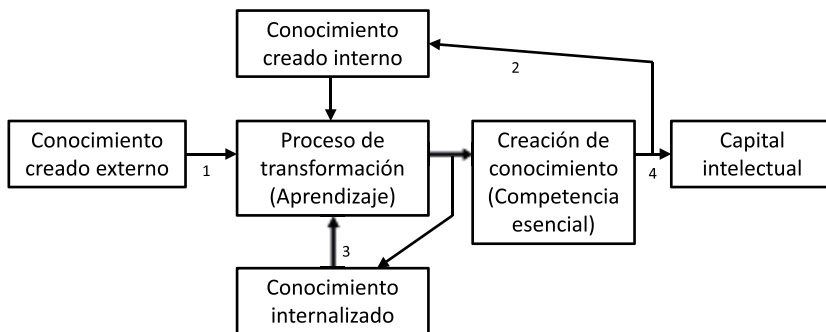 Conocimiento
creado interno
2
Conocimiento
creado externo
1
Proceso de
transformación
(Aprendizaje)
Creación de
conocimiento
(Competencia
esencial)
4
Capital
intelectual
3
Conocimiento
internalizado